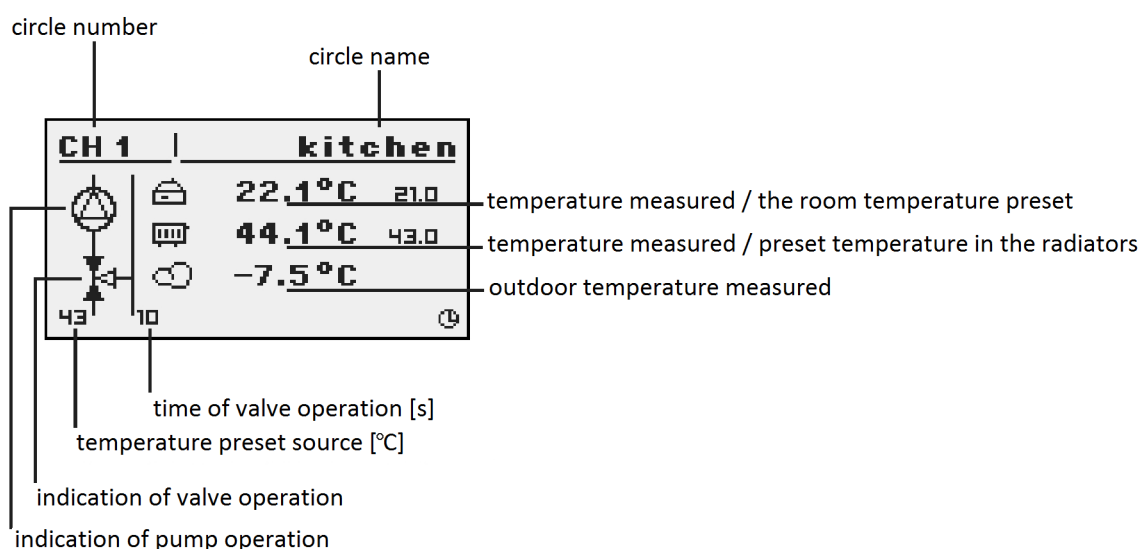 circle number
circle name
CH 1 kitchen
22.1°C 21.0
temperature measured / the room temperature preset
44.1°C 43.0
temperature measured / preset temperature in the radiators
-7.5°C
outdoor temperature measured
43 10
time of valve operation [s]
temperature preset source [°C]
indication of valve operation
indication of pump operation